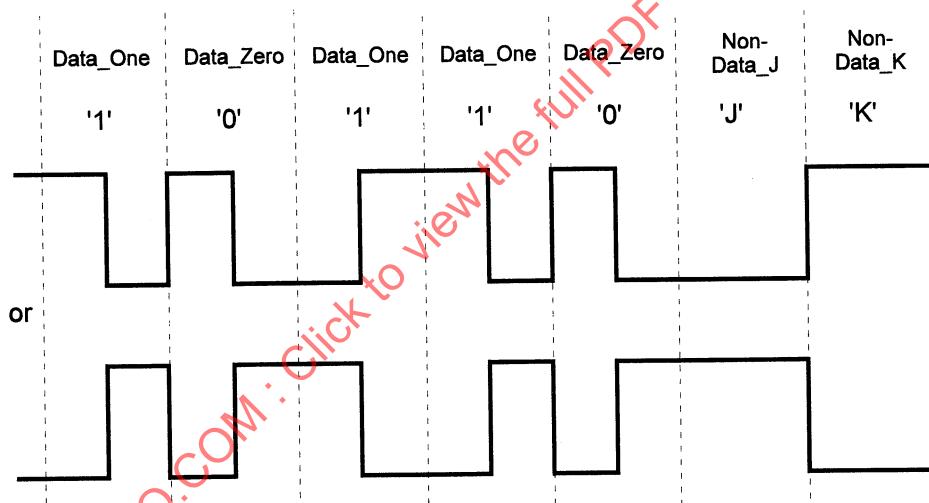 Data_One Data_Zero Data_One Data_One Data_Zero Non-Data_J Non-Data_K
'1' '0' '1' '1' '0' 'J' 'K'
or
O.COM : Click to view the full PDF